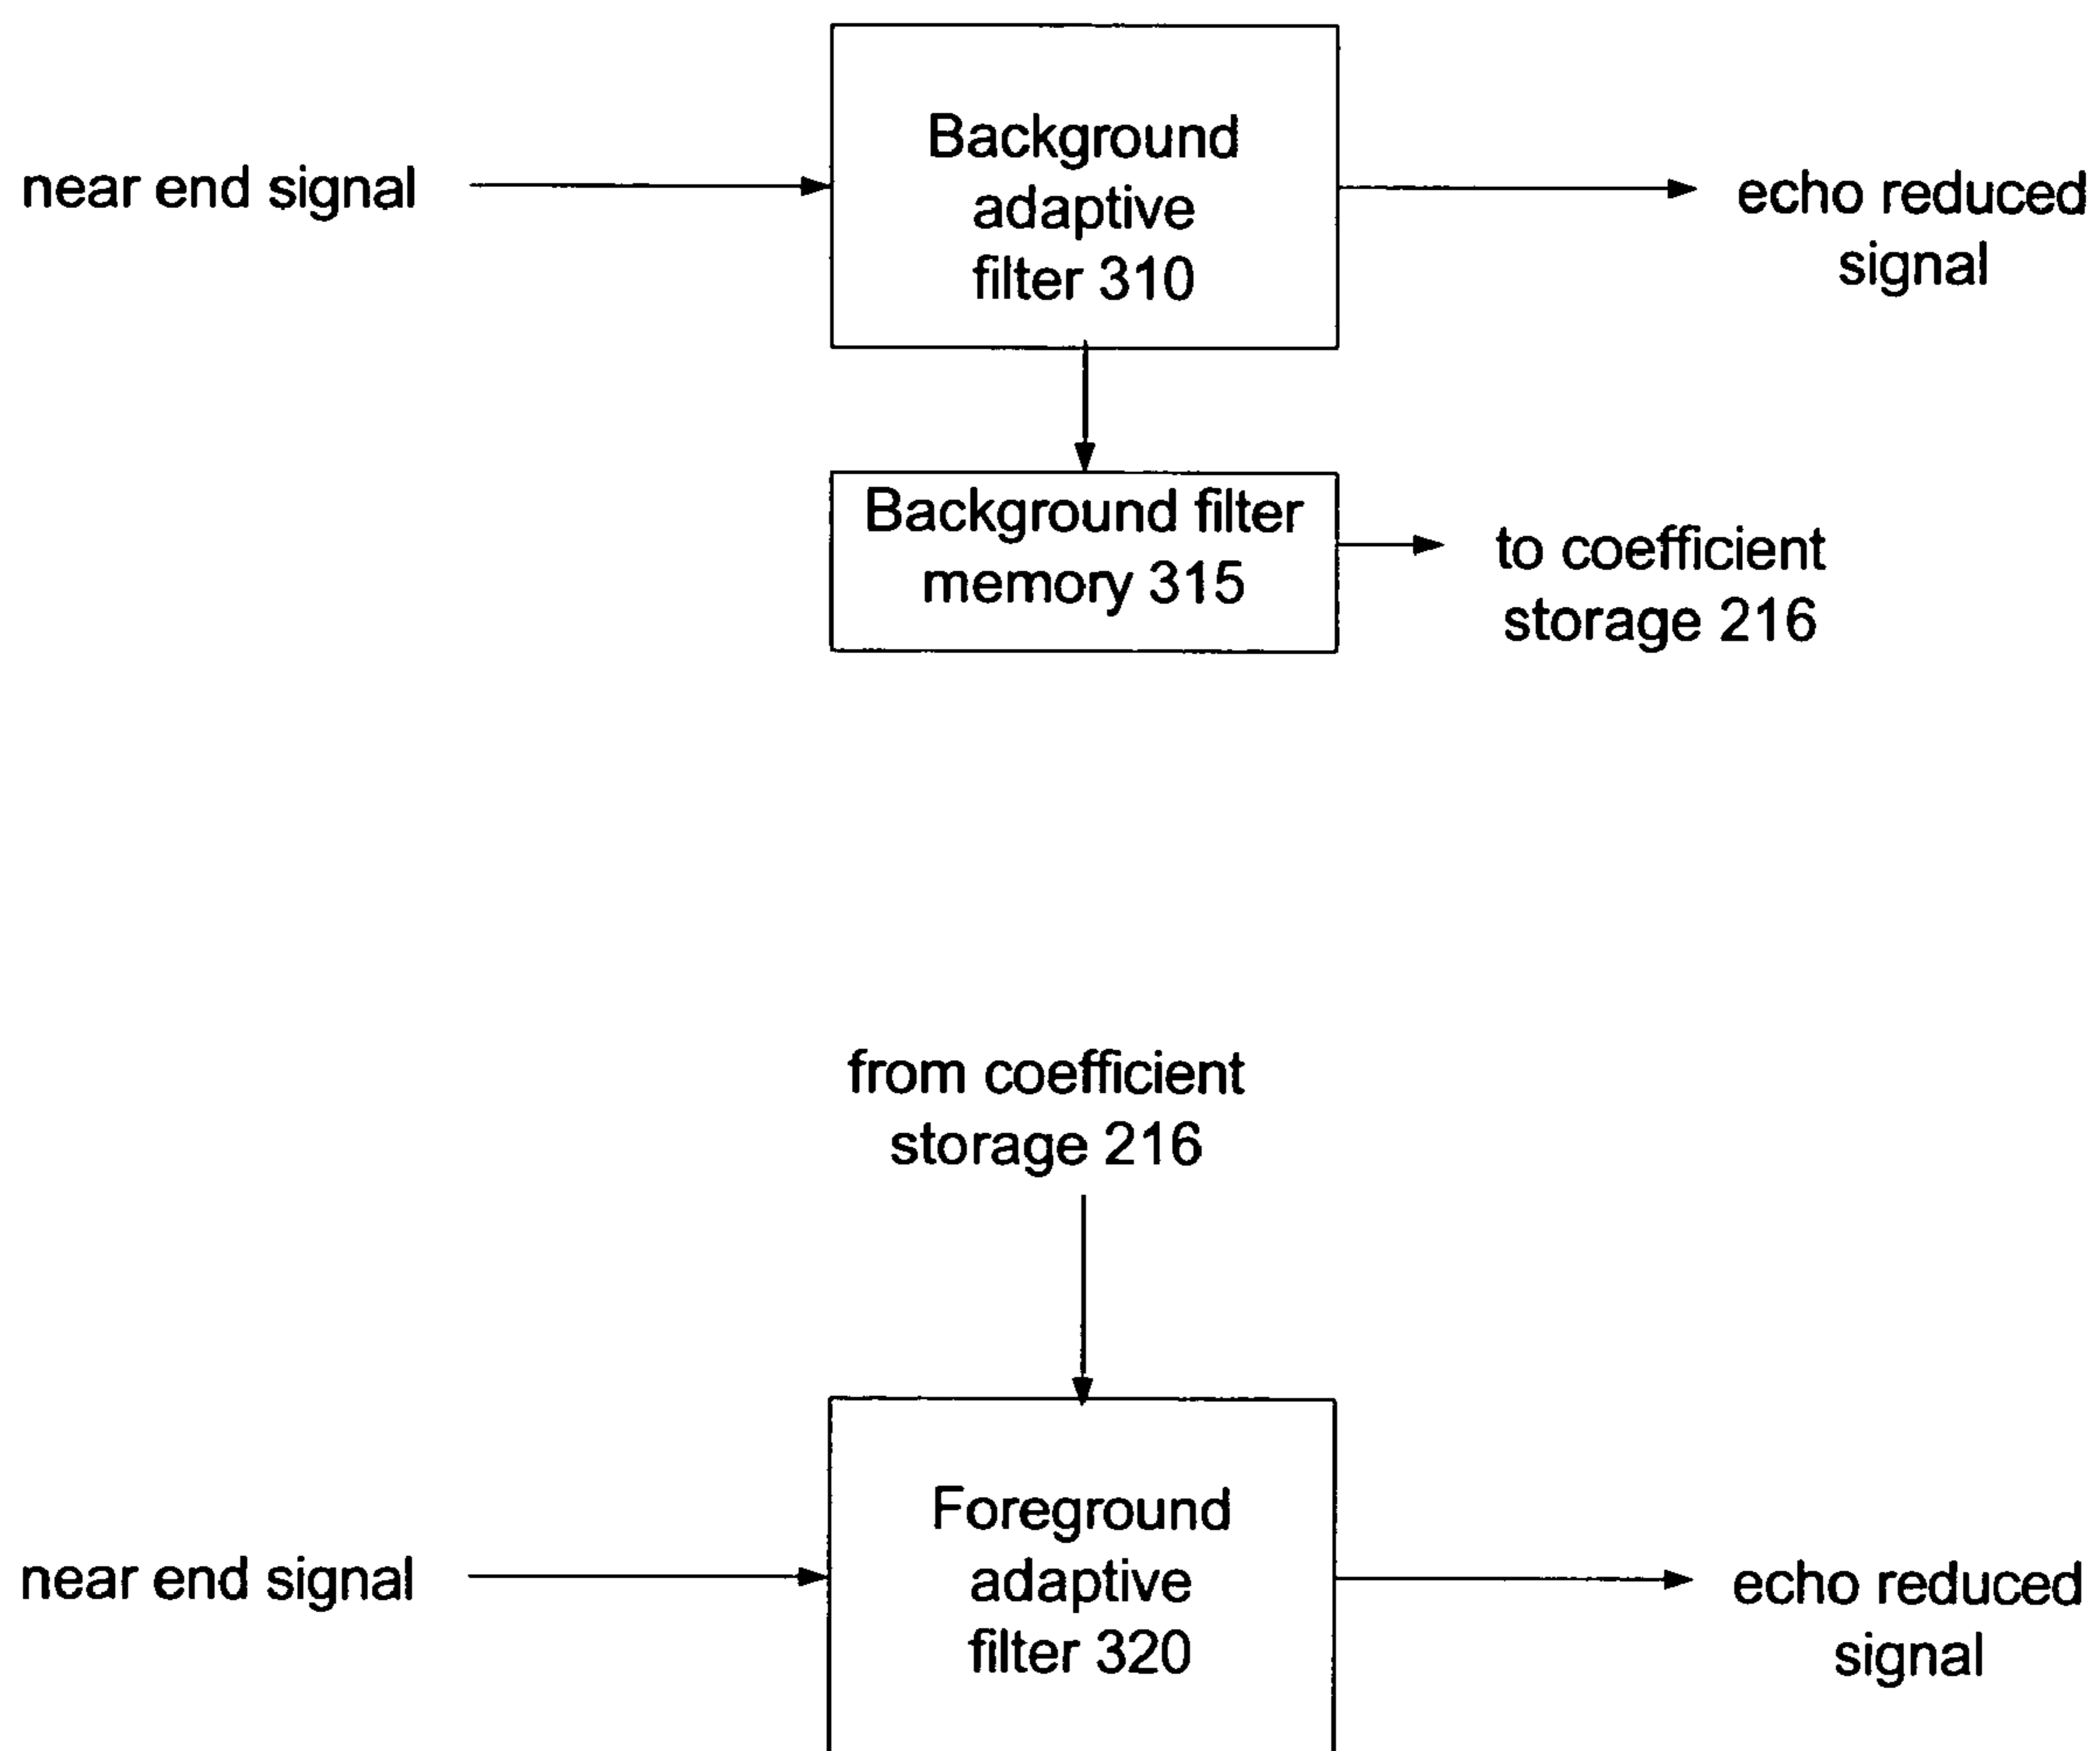 near end signal
Background
adaptive
filter 310
echo reduced
signal
Background filter
memory 315
to coefficient
storage 216
from coefficient
storage 216
near end signal
Foreground
adaptive
filter 320
echo reduced
signal